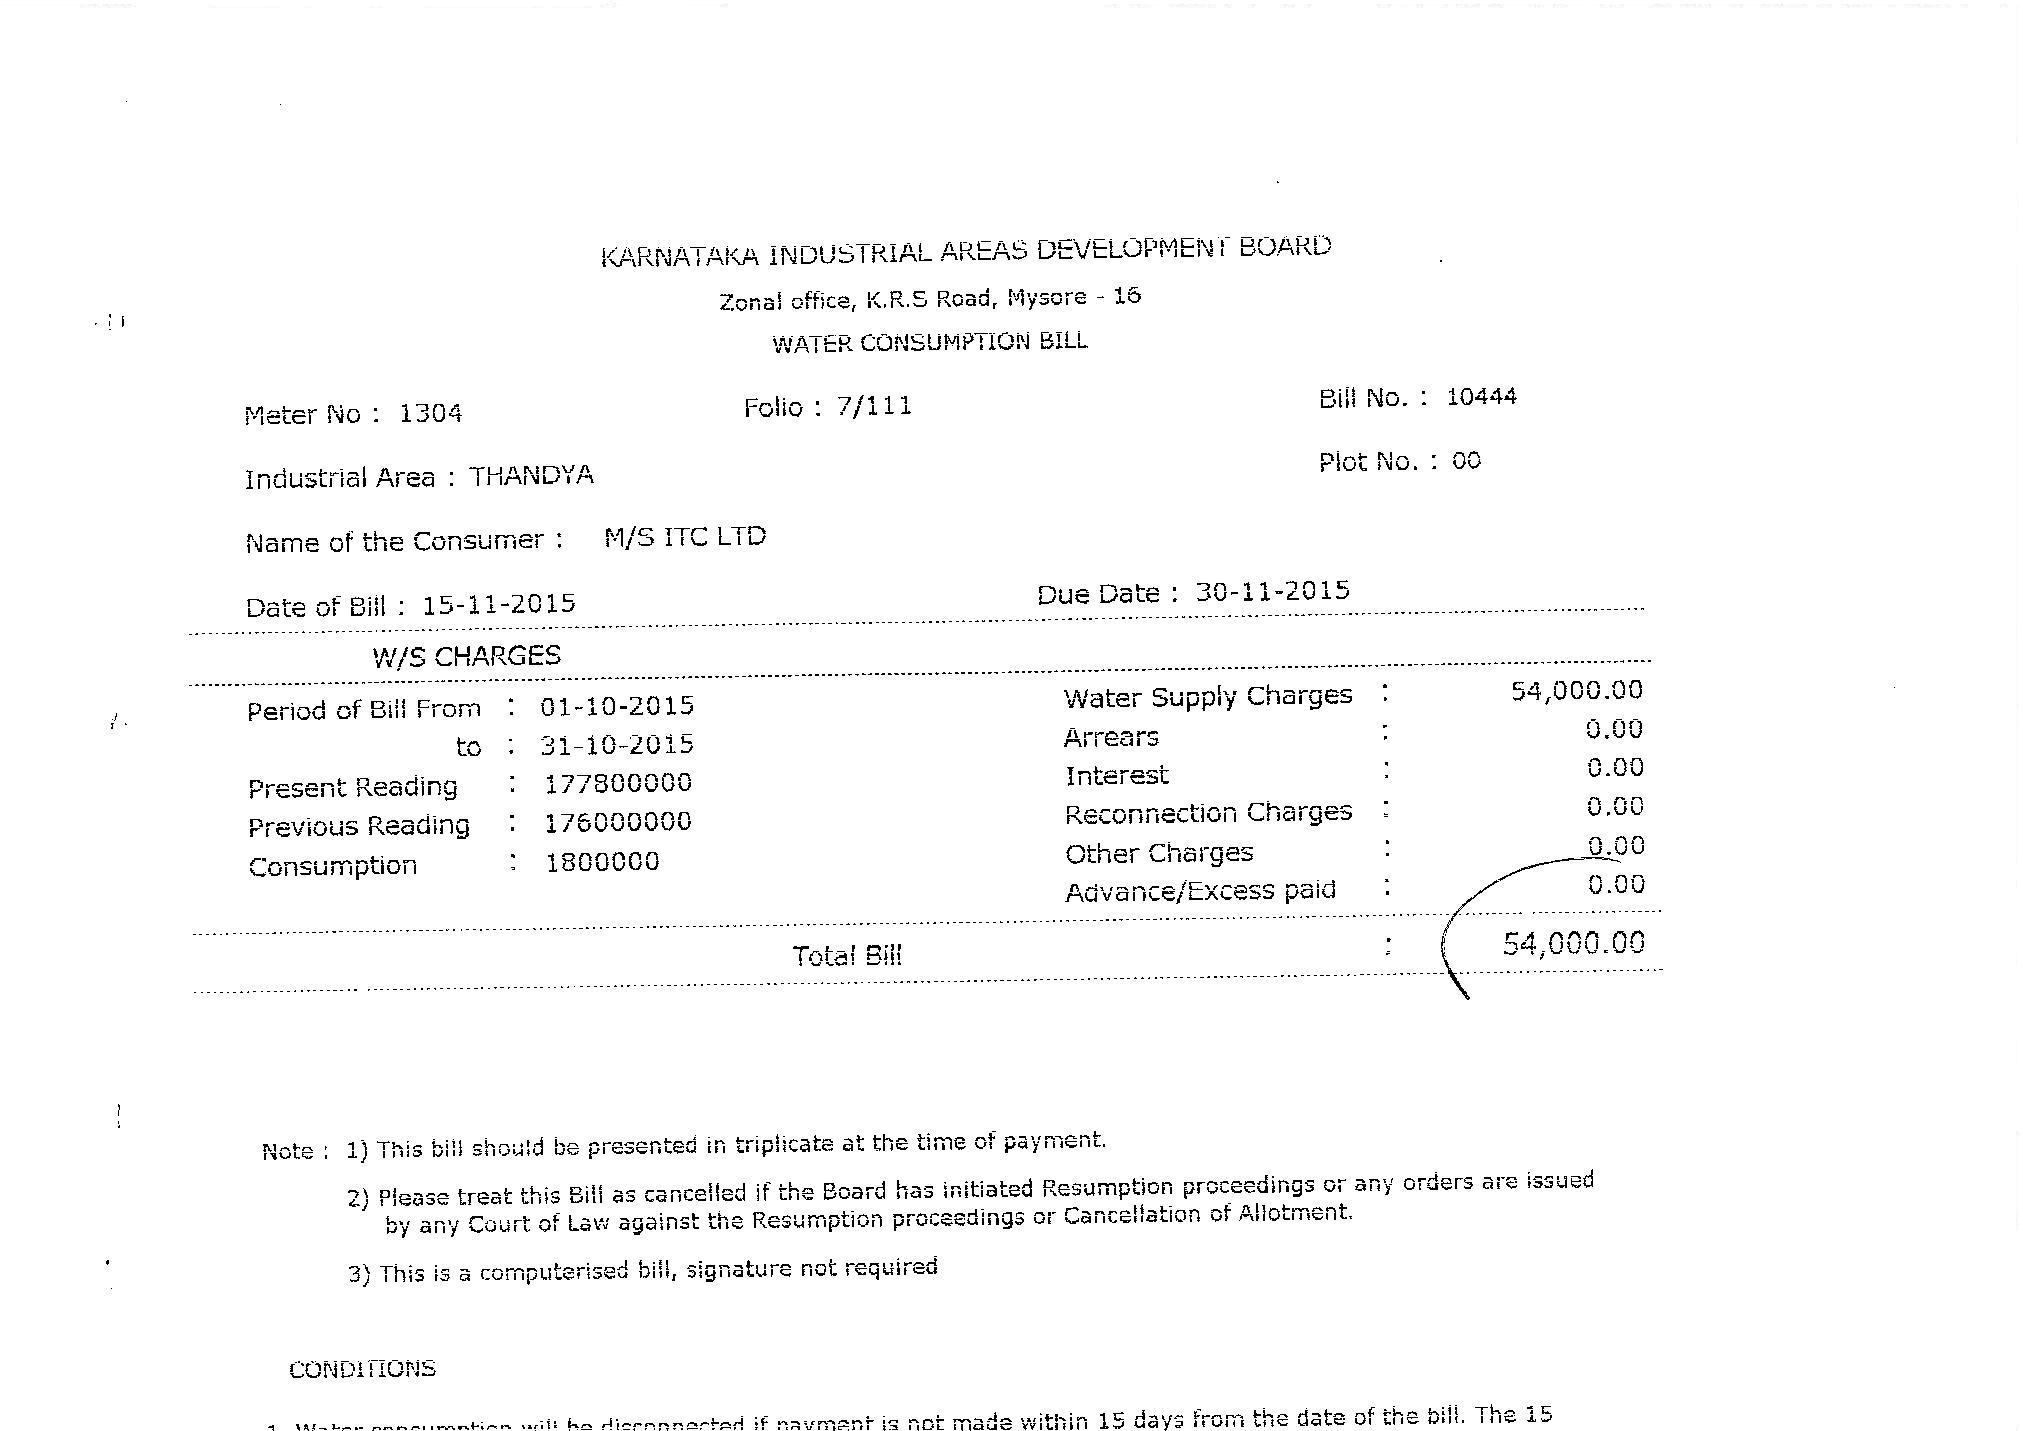 KARNATAKA INDUSTRIAL AREAS DEVELOPMENT BOARD
Zonal office, K.R.S Road, Mysore - 16
WATER CONSUMPTION BILL
Meter No : 1304 Folio : 7/111 Bill No. : 10444
Industrial Area : THANDYA Plot No. : 00
Name of the Consumer : M/S ITC LTD
Date of Bill : 15-11-2015 Due Date : 30-11-2015
W/S CHARGES
Period of Bill From : 01-10-2015 Water Supply Charges : 54,000.00
to : 31-10-2015 Arrears : 0.00
Present Reading : 177800000 Interest : 0.00
Previous Reading : 176000000 Reconnection Charges : 0.00
Consumption : 1800000 Other Charges : 0.00
Advance/Excess paid : 0.00
Total Bill : 54,000.00
Note : 1) This bill should be presented in triplicate at the time of payment.
2) Please treat this Bill as cancelled if the Board has initiated Resumption proceedings or any orders are issued
by any Court of Law against the Resumption proceedings or Cancellation of Allotment.
3) This is a computerised bill, signature not required
CONDITIONS
1. Water consumption will be disconnected if payment is not made within 15 days from the date of the bill. The 15